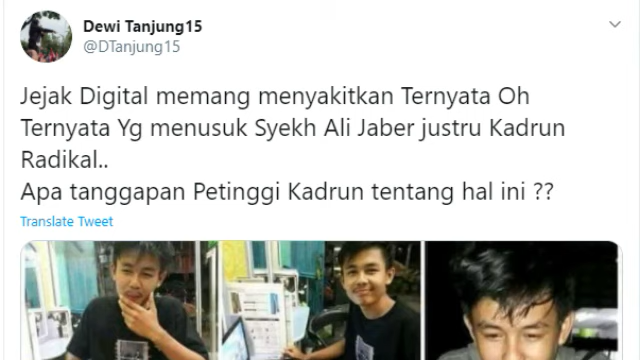 Dewi Tanjung15
@DTanjung15
Jejak Digital memang menyakitkan Ternyata Oh
Ternyata Yg menusuk Syekh Ali Jaber justru Kadrun
Radikal..
Apa tanggapan Petinggi Kadrun tentang hal ini ??
Translate Tweet